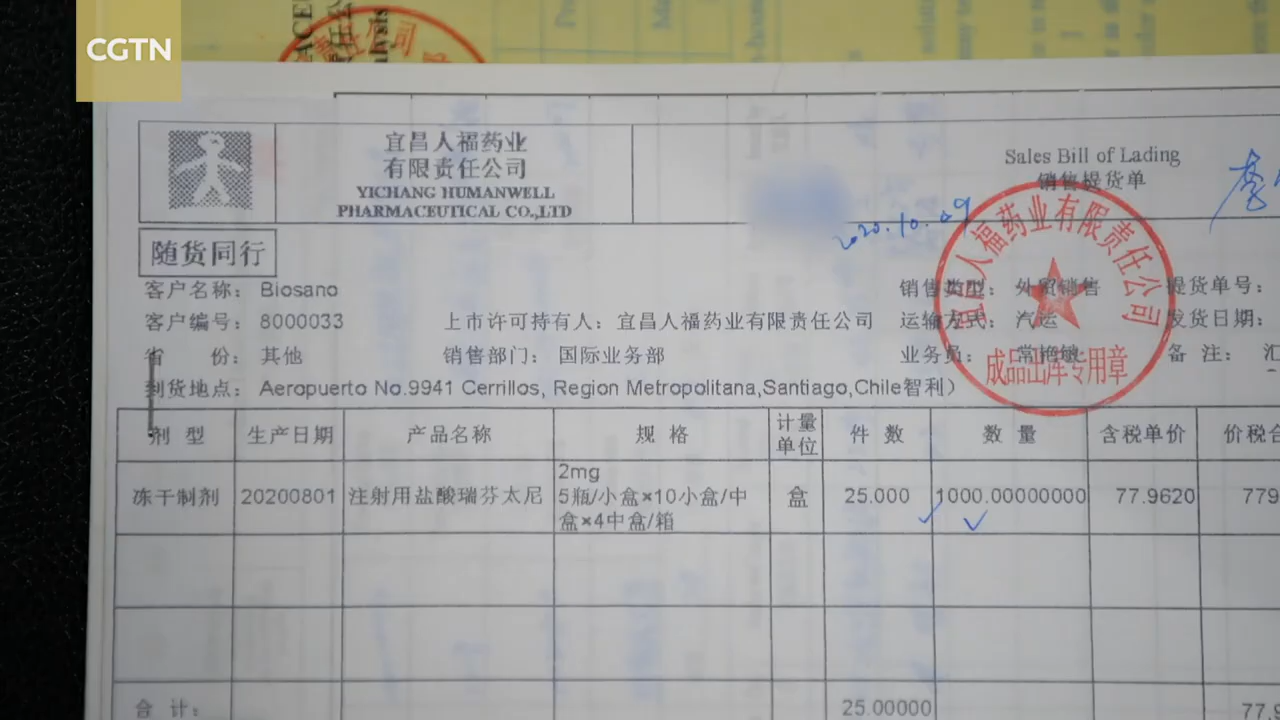 CGTN
宜昌人福药业
有限责任公司
YICHANG HUMANWELL
PHARMACEUTICAL CO.,LTD
Sales Bill of Lading
销售提货单
2020.10.09
随货同行
人福药业有限责任公司
成品出库专用章
客户名称: Biosano
销售类型: 外贸销售
提货单号:
客户编号: 8000033
上市许可持有人: 宜昌人福药业有限责任公司
运输方式: 汽运
发货日期:
省 份: 其他
销售部门: 国际业务部
业务员: 常艳敏
备 注: 汇
到货地点: Aeropuerto No.9941 Cerrillos, Region Metropolitana,Santiago,Chile智利)
剂 型 生产日期 产品名称 规 格 计量单位 件 数 数 量 含税单价 价税合
冻干制剂 20200801 注射用盐酸瑞芬太尼
2mg
5瓶/小盒×10小盒/中
盒×4中盒/箱
盒 25.000 1000.00000000 77.9620 779
合 计: 25.00000 77.9